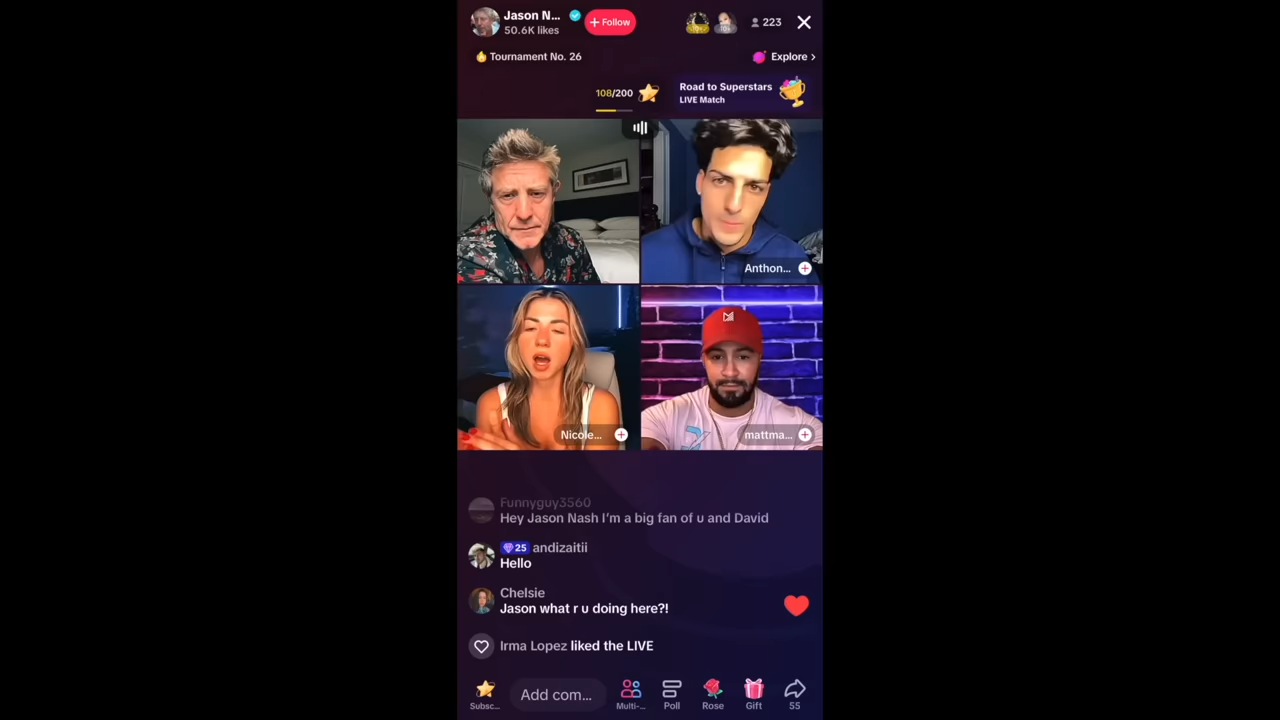 Jason N...
+ Follow
50.6K likes
223
Tournament No. 26
Explore >
108/200
Road to Superstars
LIVE Match
Anthon...
Nicole...
mattma...
Funnyguy3560
Hey Jason Nash I'm a big fan of u and David
25 andizaitii
Hello
Chelsie
Jason what r u doing here?!
Irma Lopez liked the LIVE
Add com...
Subsc...
Multi-...
Poll
Rose
Gift
55